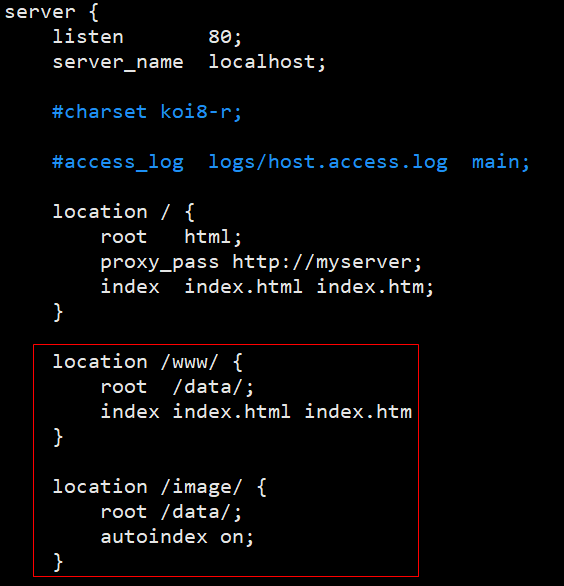 server {
    listen       80;
    server_name  localhost;
    #charset koi8-r;
    #access_log  logs/host.access.log  main;
    location / {
        root   html;
        proxy_pass http://myserver;
        index  index.html index.htm;
    }
    location /www/ {
        root  /data/;
        index index.html index.htm
    }
    location /image/ {
        root /data/;
        autoindex on;
    }